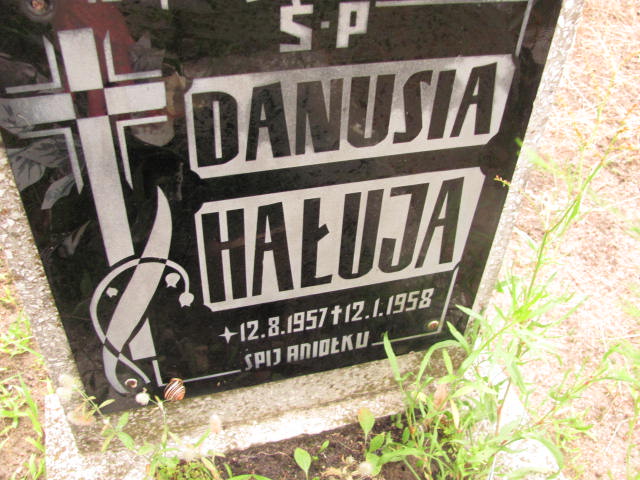 Ś·P
DANUSIA
HAŁUJA
12.8.1957 † 12.1.1958
ŚPIJ ANIOŁKU